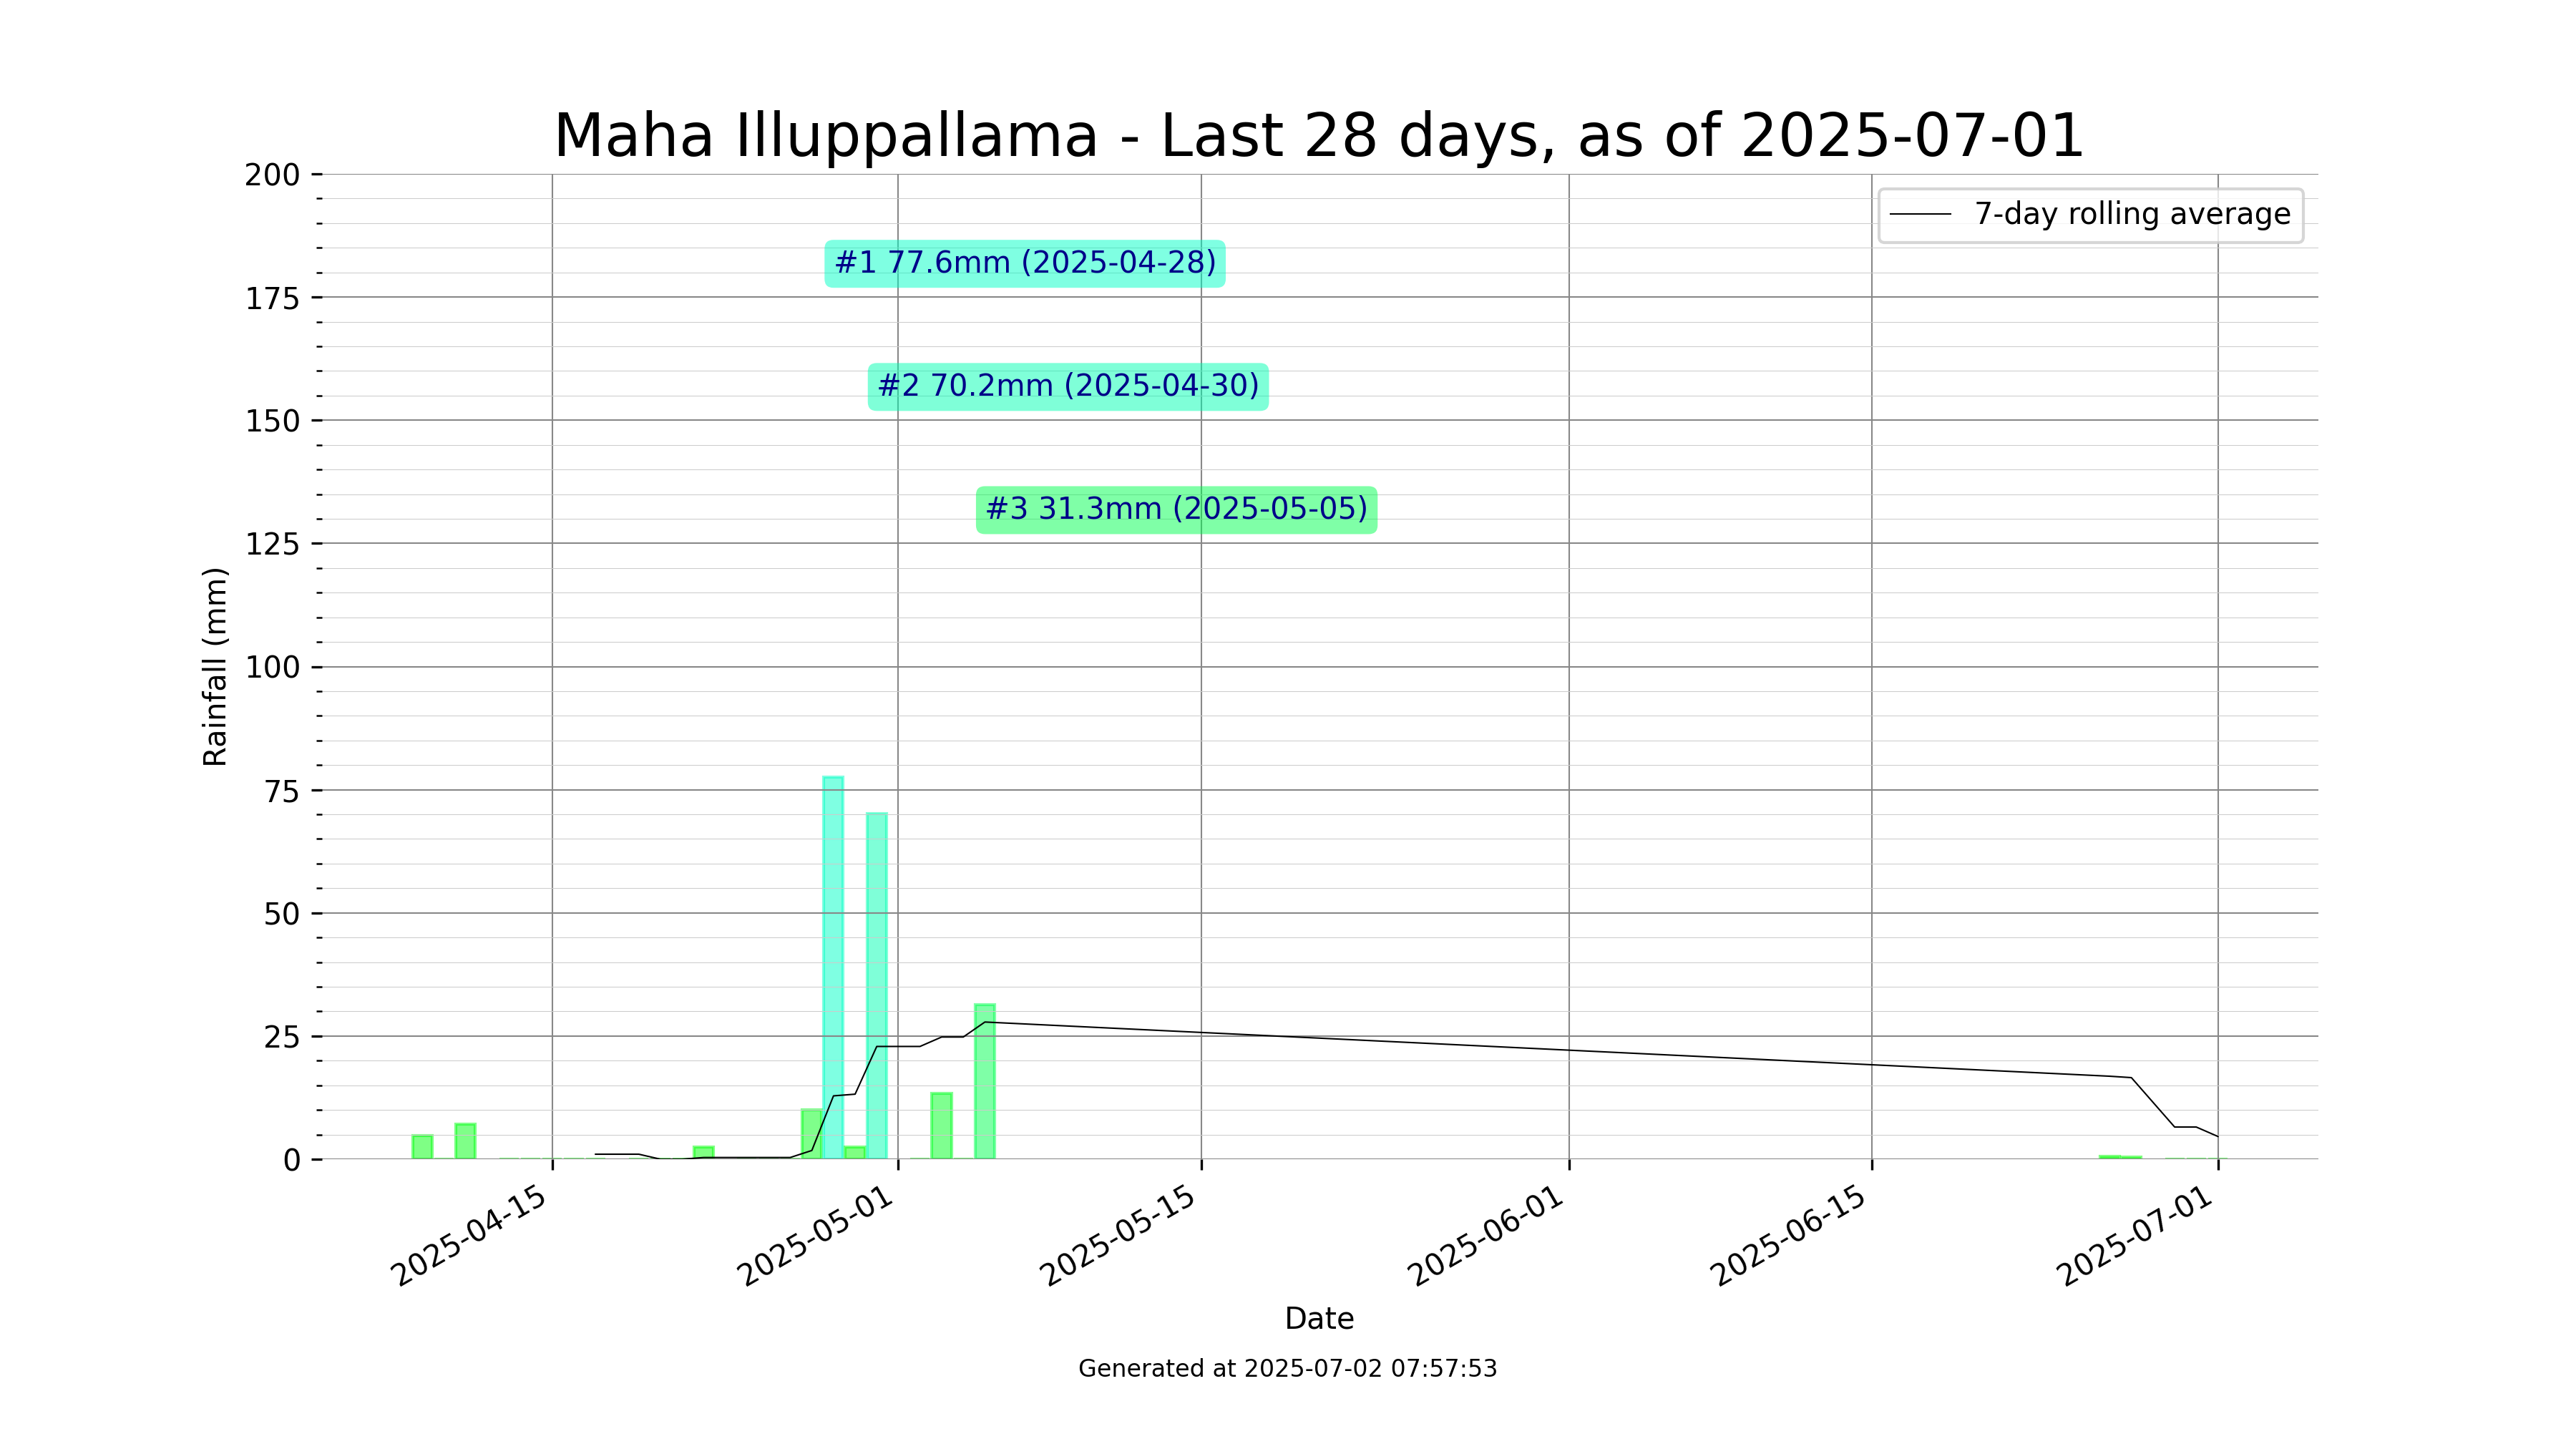 Maha Illuppallama - Last 28 days, as of 2025-07-01
7-day rolling average
#1 77.6mm (2025-04-28)
#2 70.2mm (2025-04-30)
#3 31.3mm (2025-05-05)
Rainfall (mm)
200
175
150
125
100
75
50
25
0
2025-04-15
2025-05-01
2025-05-15
2025-06-01
2025-06-15
2025-07-01
Date
Generated at 2025-07-02 07:57:53